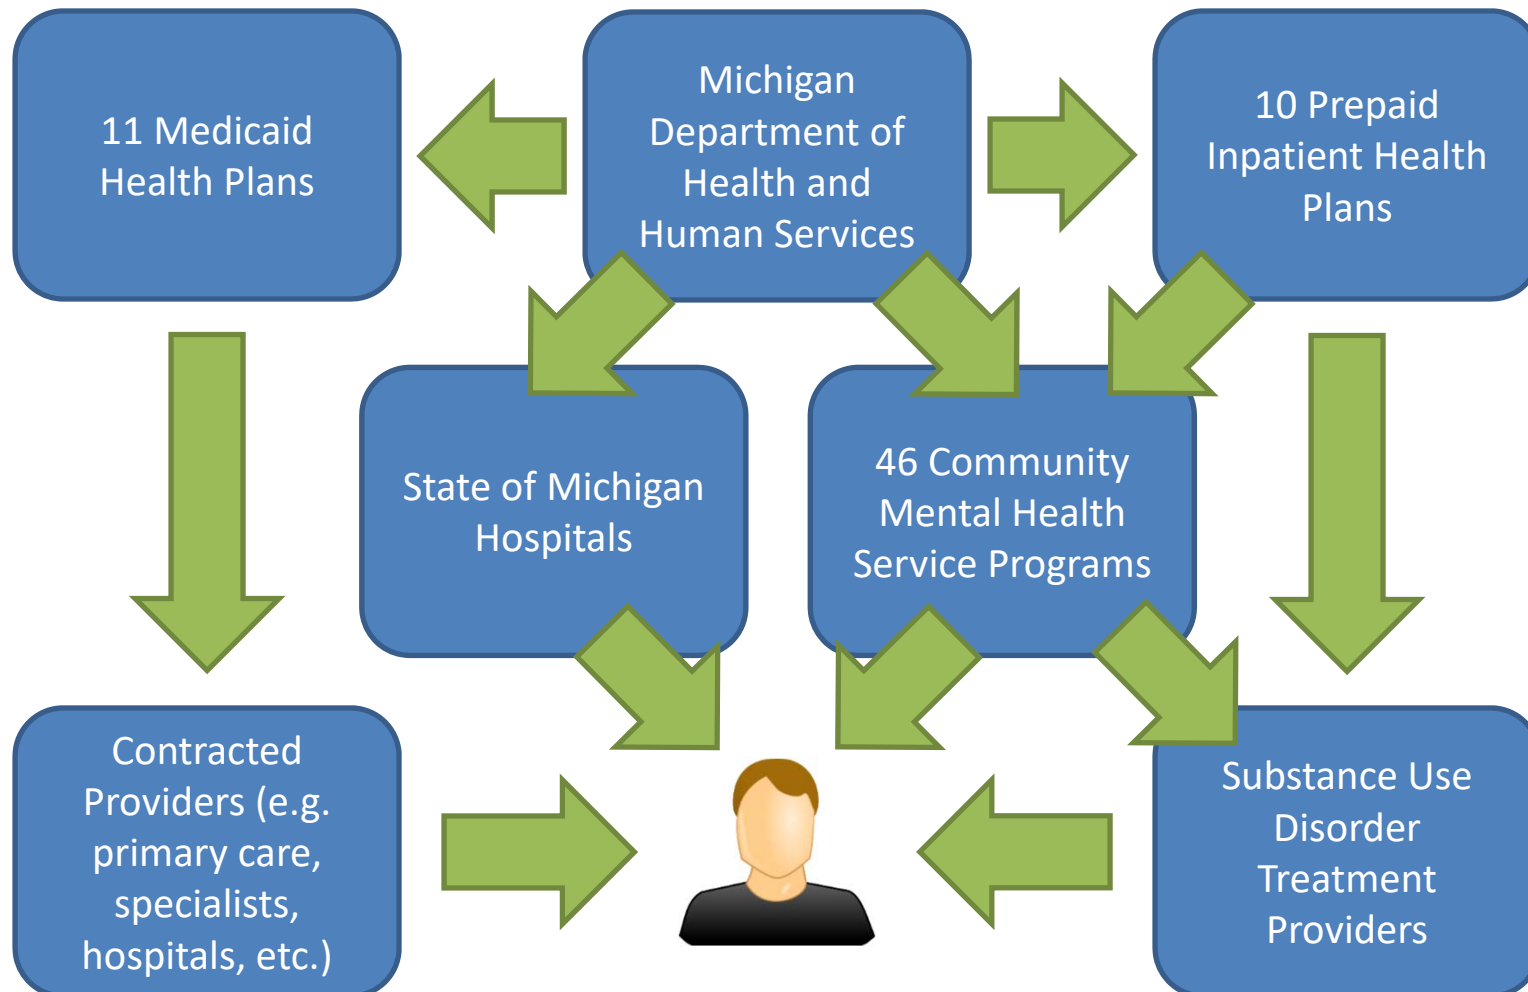 11 Medicaid
Health Plans
Michigan
Department of
Health and
Human Services
10 Prepaid
Inpatient Health
Plans
State of Michigan
Hospitals
46 Community
Mental Health
Service Programs
Contracted
Providers (e.g.
primary care,
specialists,
hospitals, etc.)
Substance Use
Disorder
Treatment
Providers